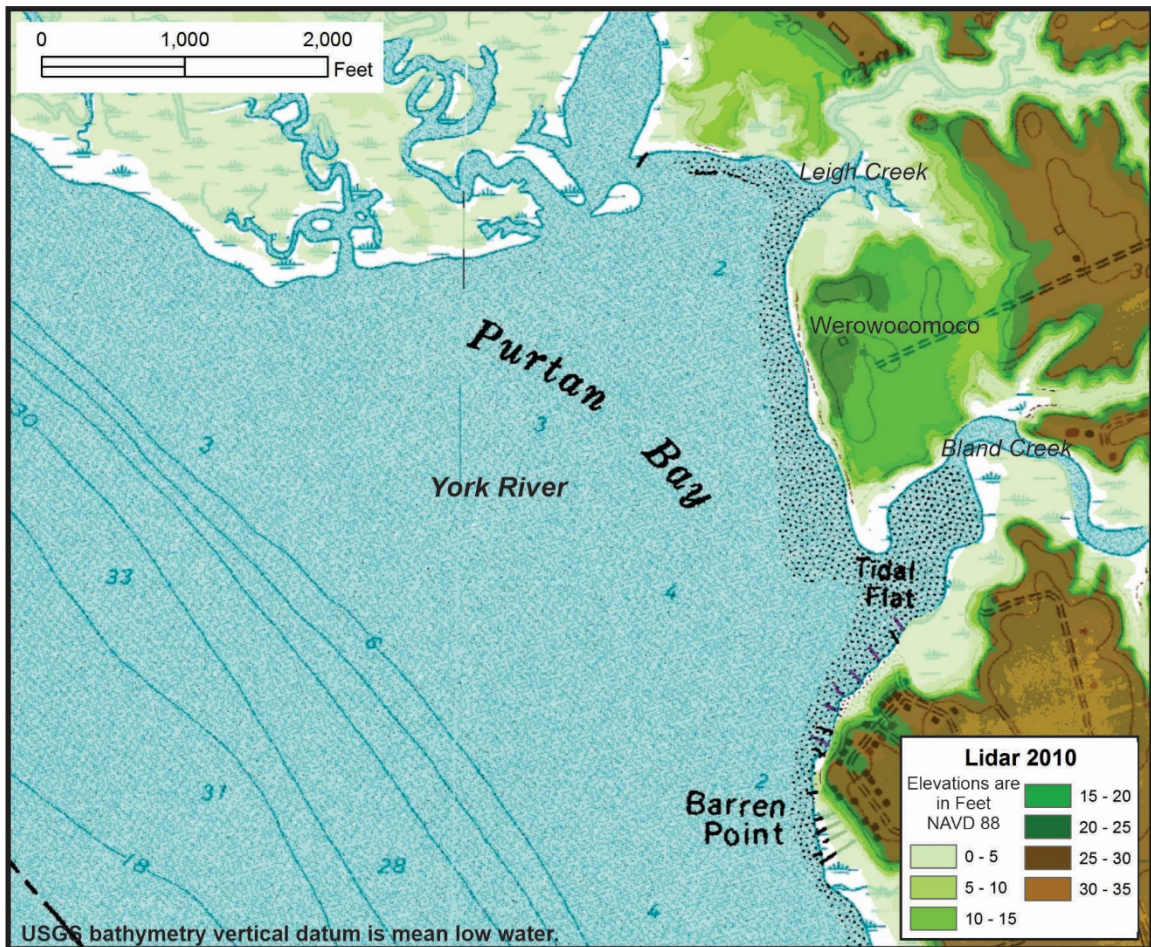 0 1,000 2,000
Feet
20
Leigh
Leigh Creek
2
Werowocomoco
30
Purtan
Bay
3
3
30
York River
Bland Creek
33
Tidal
Flat
4
6
31
2
Barren
Point
18
28
4
USGS bathymetry vertical datum is mean low water.
Lidar 2010
Elevations are
in Feet
NAVD 88
0 - 5
5 - 10
10 - 15
15 - 20
20 - 25
25 - 30
30 - 35